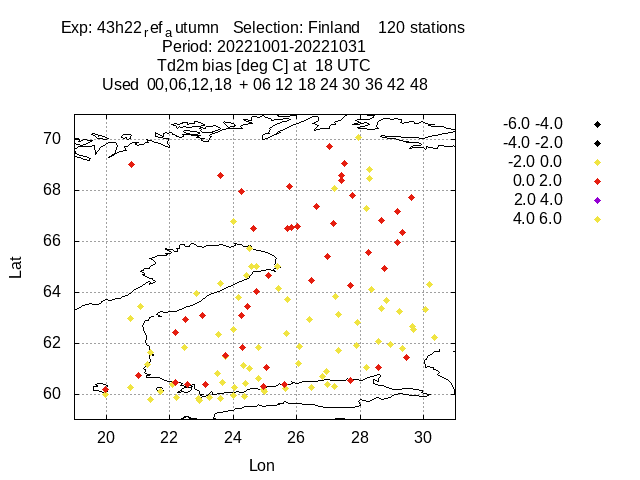 Exp: 43h22ref autumn Selection: Finland 120 stations
Period: 20221001-20221031
Td2m bias [deg C] at 18 UTC
Used 00,06,12,18 + 06 12 18 24 30 36 42 48
-6.0 -4.0
-4.0 -2.0
-2.0 0.0
0.0 2.0
2.0 4.0
4.0 6.0
70
68
66
64
62
60
Lat
20 22 24 26 28 30
Lon